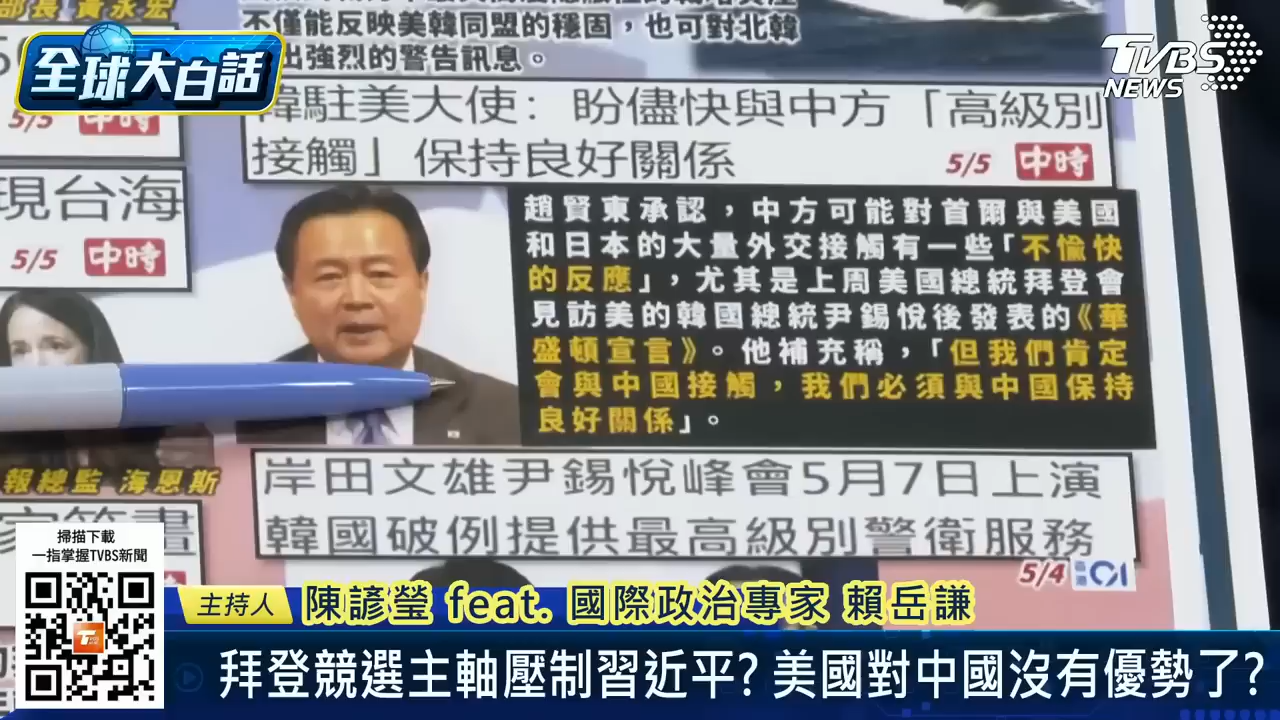 部長 黃永宏
不僅能反映美韓同盟的穩固，也可對北韓
出強烈的警告訊息。
全球大白話
TVBS
NEWS
5/5 中時
韓駐美大使：盼儘快與中方「高級別
接觸」保持良好關係
5/5 中時
現台海
5/5 中時
趙賢東承認，中方可能對首爾與美國
和日本的大量外交接觸有一些「不愉快
的反應」，尤其是上周美國總統拜登會
見訪美的韓國總統尹錫悅後發表的《華
盛頓宣言》。他補充稱，「但我們肯定
會與中國接觸，我們必須與中國保持
良好關係」。
報總監 海恩斯
岸田文雄尹錫悅峰會5月7日上演
韓國破例提供最高級別警衛服務
5/4 香港01
掃描下載
一指掌握TVBS新聞
主持人 陳諺瑩 feat. 國際政治專家 賴岳謙
拜登競選主軸壓制習近平? 美國對中國沒有優勢了?